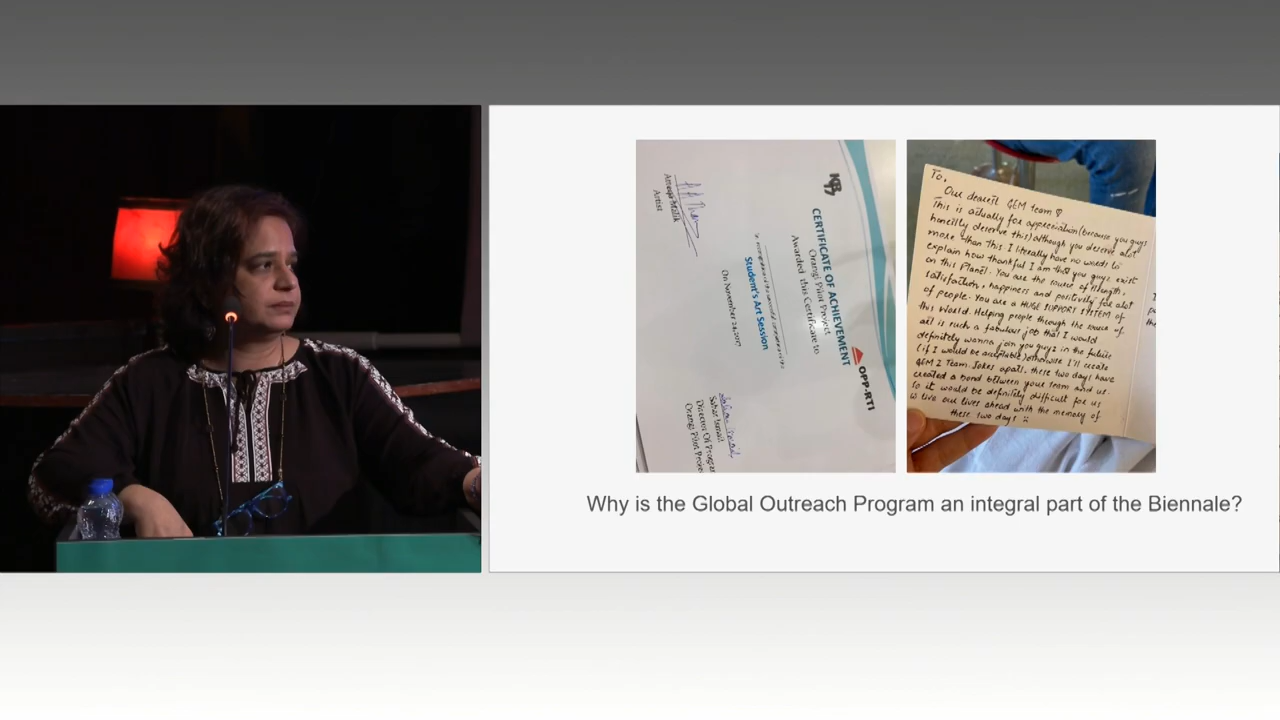 KB
CERTIFICATE OF ACHIEVEMENT
Orangi Pilot Project
Awarded this Certificate to
Student's Art Session
On November 24, 2017
Ameqa Malik
Artist
Sahar Ismail
Director Of Progra
Orangi Pilot Projec
OPP-RTI
To,
Our dearest GEM team ♡
This is actually for appreciation (because you guys
honestly deserve this) although you deserve alot
more than this. I literally have no words to
explain how thankful I am that you guys exist
on this Planet. You are the source of strength,
satisfaction, happiness and positivity for alot
of people. You are a HUGE SUPPORT SYSTEM of
this World. Helping people through the source of
art is such a fabulous job that I would
definitely wanna join you guys in the future
(if I would be acceptable) otherwise I'll create
GEM 2 Team. Jokes apart, these two days have
created a bond between your team and us.
So it would be definitely difficult for us
to live our lives ahead with the memory of
these two days :(
Why is the Global Outreach Program an integral part of the Biennale?